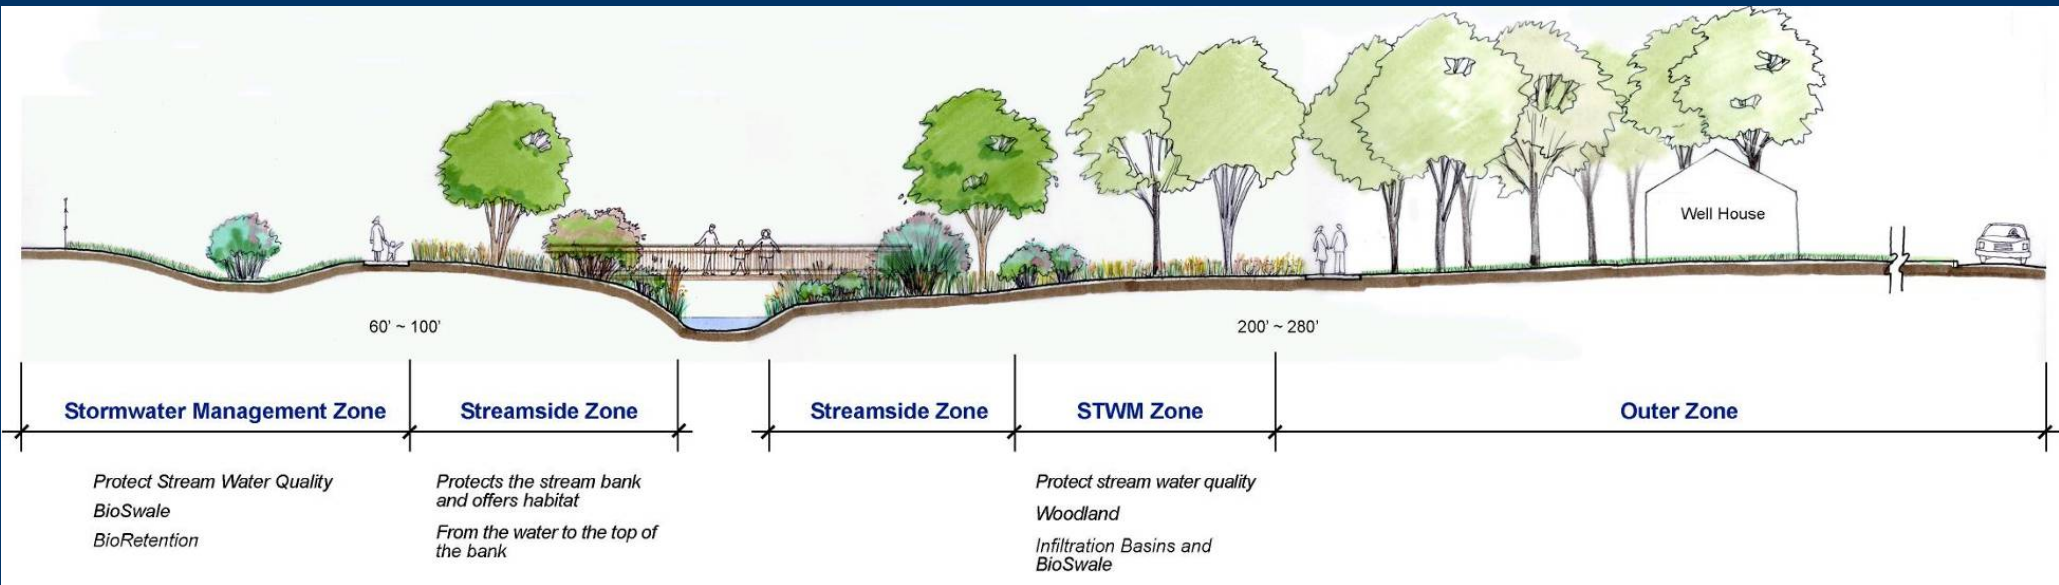 Well House
60' ~ 100'
200' ~ 280'
Stormwater Management Zone
Streamside Zone
Streamside Zone
STWM Zone
Outer Zone
Protect Stream Water Quality
BioSwale
BioRetention
Protects the stream bank
and offers habitat
From the water to the top of
the bank
Protect stream water quality
Woodland
Infiltration Basins and
BioSwale